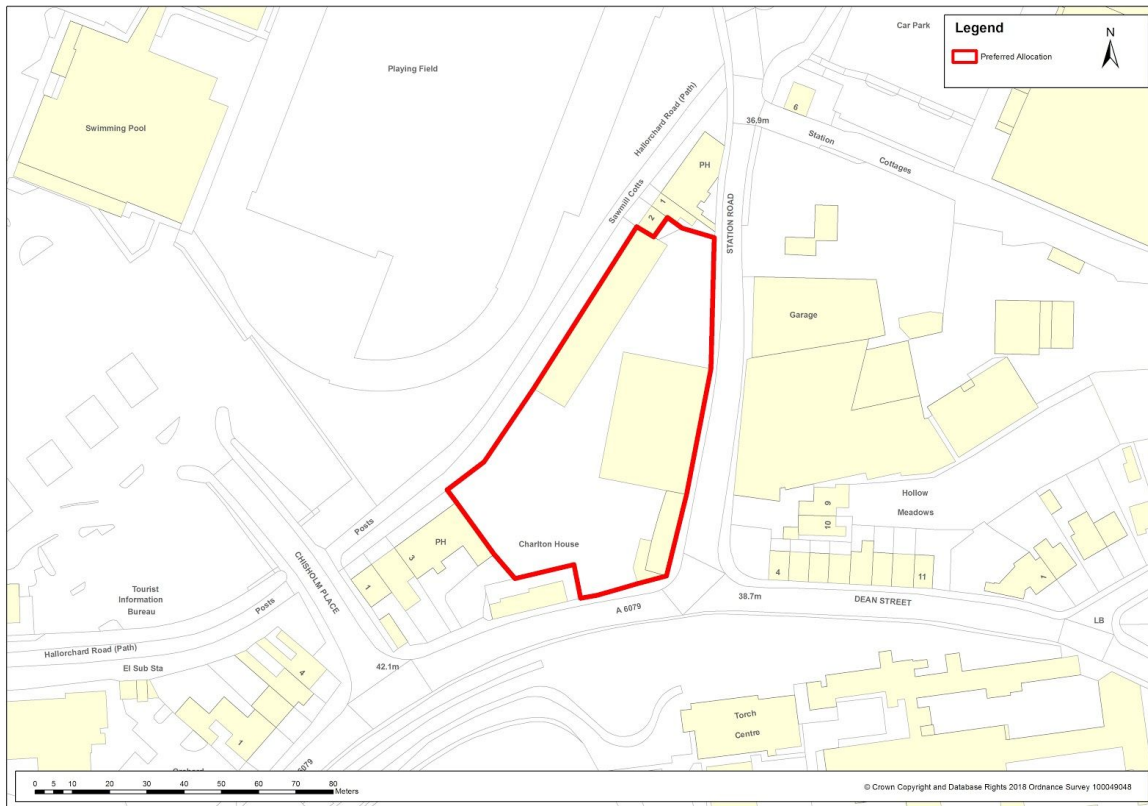 Legend
N
Preferred Allocation
Car Park
Playing Field
Swimming Pool
Hallorchard Road (Path)
6
36.9m
Station
Cottages
PH
Sawmill Cotts
1
2
STATION ROAD
Garage
9
10
Hollow
Meadows
Posts
PH
3
1
Charlton House
CHISHOLM PLACE
Tourist
Information
Bureau
Posts
4
11
1
38.7m
DEAN STREET
A 6079
LB
Hallorchard Road (Path)
El Sub Sta
4
42.1m
1
Torch
Centre
6079
0 5 10 20 30 40 50 60 70 80
Meters
© Crown Copyright and Database Rights 2018 Ordnance Survey 100049048